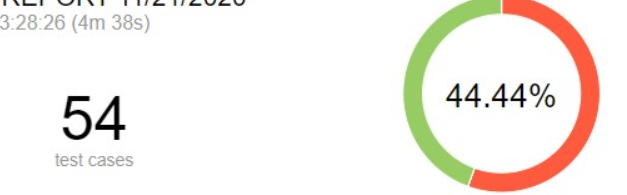 REPORT 11/21/2020
3:28:26 (4m 38s)
54
test cases
44.44%